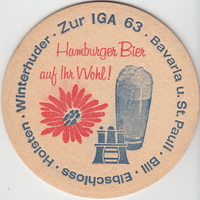 Winterhuder · Zur IGA 63 · Bavaria u. St. Pauli · Bill · Elbschloss · Holsten ·
Hamburger Bier
auf Ihr Wohl!